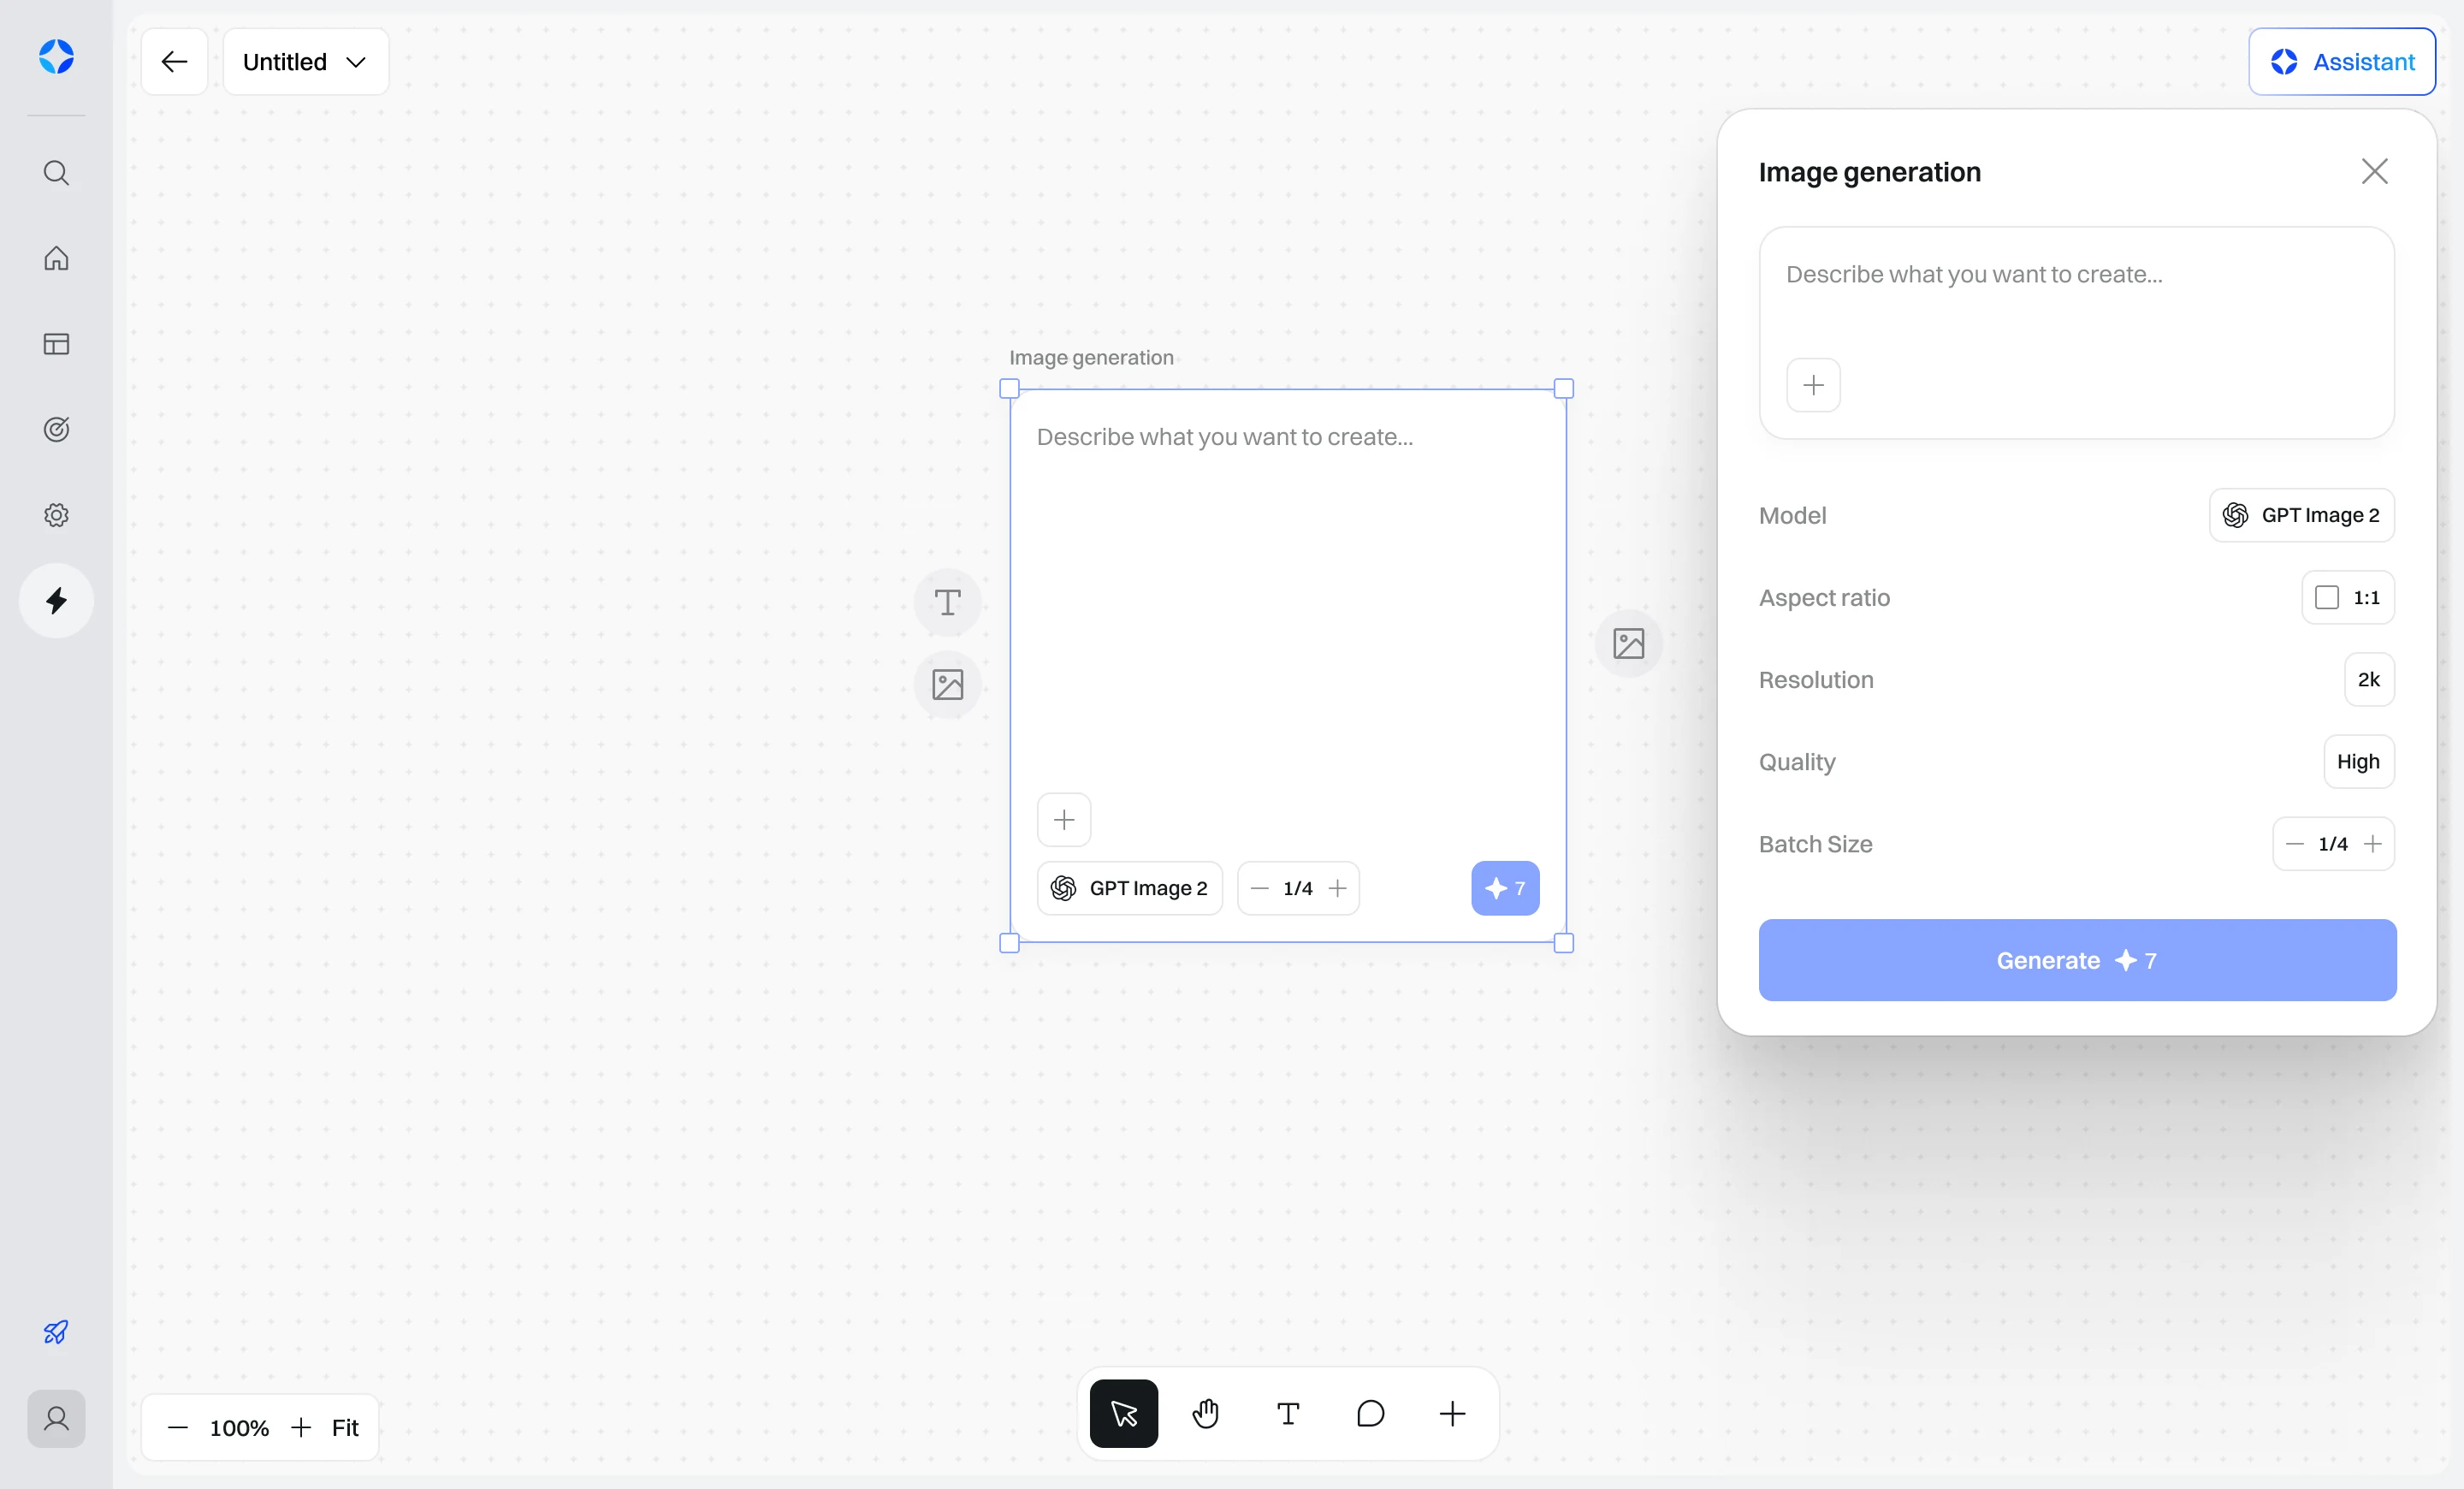 Untitled
Assistant
Image generation
Describe what you want to create...
GPT Image 2
1/4
7
Image generation
Describe what you want to create...
Model
GPT Image 2
Aspect ratio
1:1
Resolution
2k
Quality
High
Batch Size
1/4
Generate 7
100%
Fit